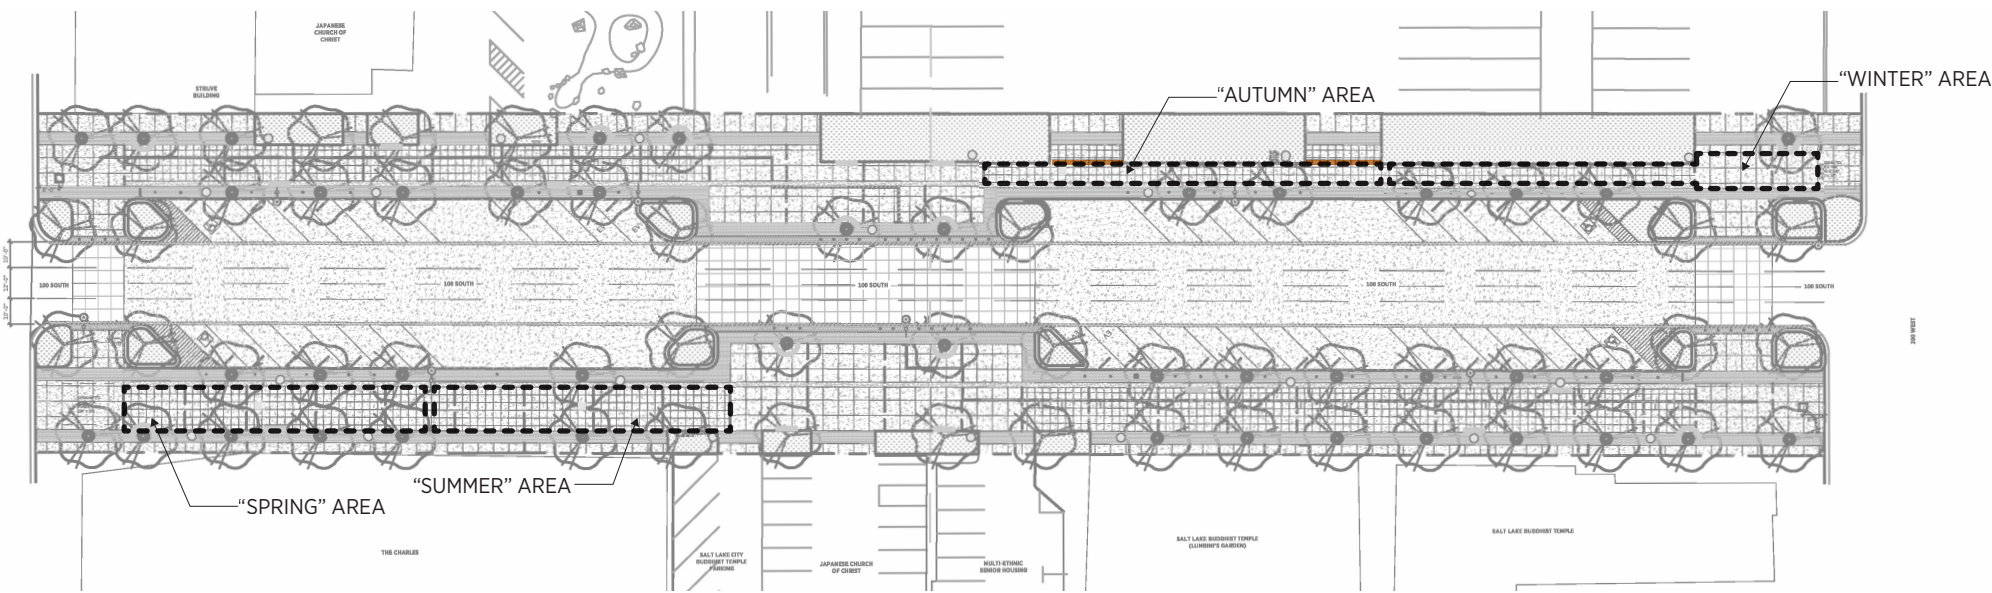 JAPANESE
CHURCH OF
CHRIST
STRUVE
BUILDING
“AUTUMN” AREA
“WINTER” AREA
100 SOUTH
100 SOUTH
100 SOUTH
100 SOUTH
100 SOUTH
200 WEST
“SPRING” AREA
“SUMMER” AREA
THE CHARLES
SALT LAKE CITY
BUDDHIST TEMPLE
PARKING
JAPANESE CHURCH
OF CHRIST
MULTI-ETHNIC
SENIOR HOUSING
SALT LAKE BUDDHIST TEMPLE
(LUMBINI'S GARDEN)
SALT LAKE BUDDHIST TEMPLE